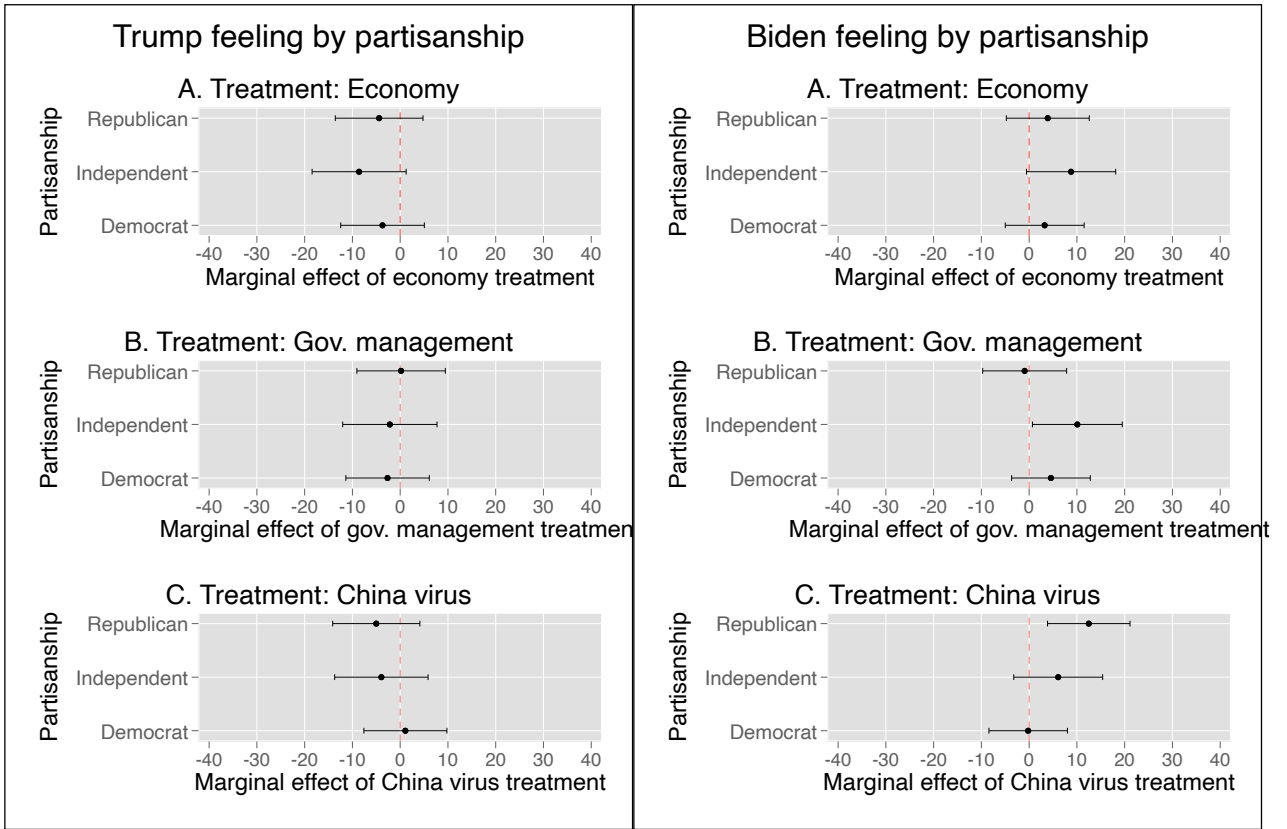 Trump feeling by partisanship
A. Treatment: Economy
Partisanship
Republican
Independent
Democrat
-40 -30 -20 -10 0 10 20 30 40
Marginal effect of economy treatment
B. Treatment: Gov. management
Partisanship
Republican
Independent
Democrat
-40 -30 -20 -10 0 10 20 30 40
Marginal effect of gov. management treatmen
C. Treatment: China virus
Partisanship
Republican
Independent
Democrat
-40 -30 -20 -10 0 10 20 30 40
Marginal effect of China virus treatment
Biden feeling by partisanship
A. Treatment: Economy
Partisanship
Republican
Independent
Democrat
-40 -30 -20 -10 0 10 20 30 40
Marginal effect of economy treatment
B. Treatment: Gov. management
Partisanship
Republican
Independent
Democrat
-40 -30 -20 -10 0 10 20 30 40
Marginal effect of gov. management treatment
C. Treatment: China virus
Partisanship
Republican
Independent
Democrat
-40 -30 -20 -10 0 10 20 30 40
Marginal effect of China virus treatment